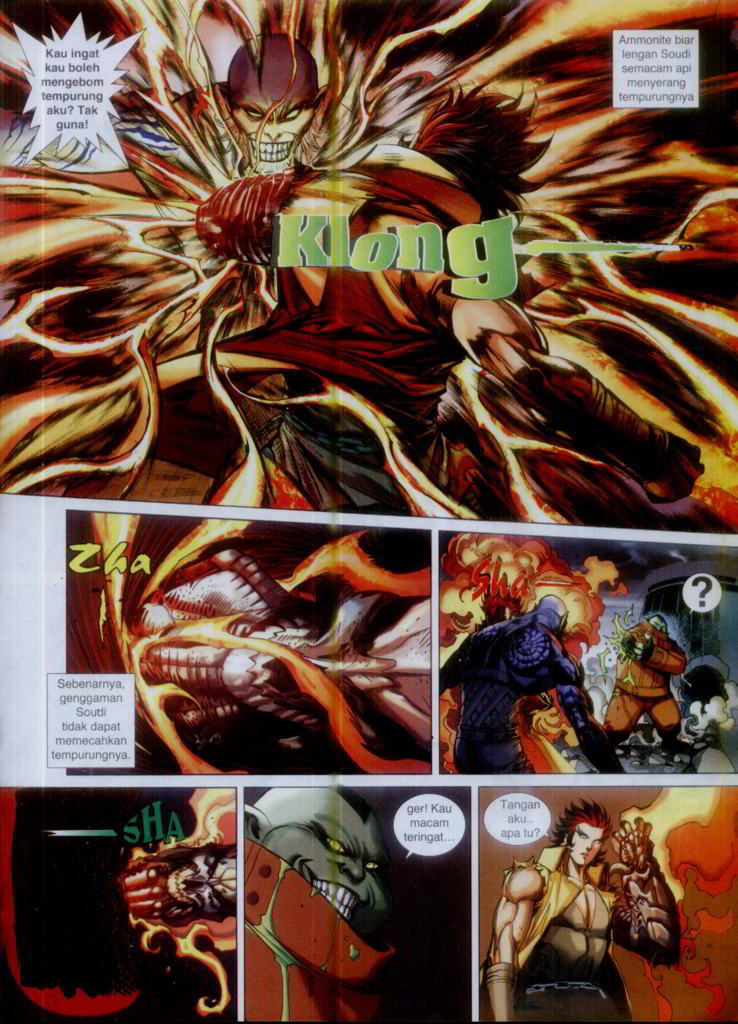 Kau ingat
kau boleh
mengebom
tempurung
aku? Tak
guna!
Ammonite biar
lengan Soudi
semacam api
menyerang
tempurungnya
Klong
Zha
Sebenarnya,
genggaman
Soudi
tidak dapat
memecahkan
tempurungnya.
Sha
?
SHA
ger! Kau
macam
teringat...
Tangan
aku..
apa tu?